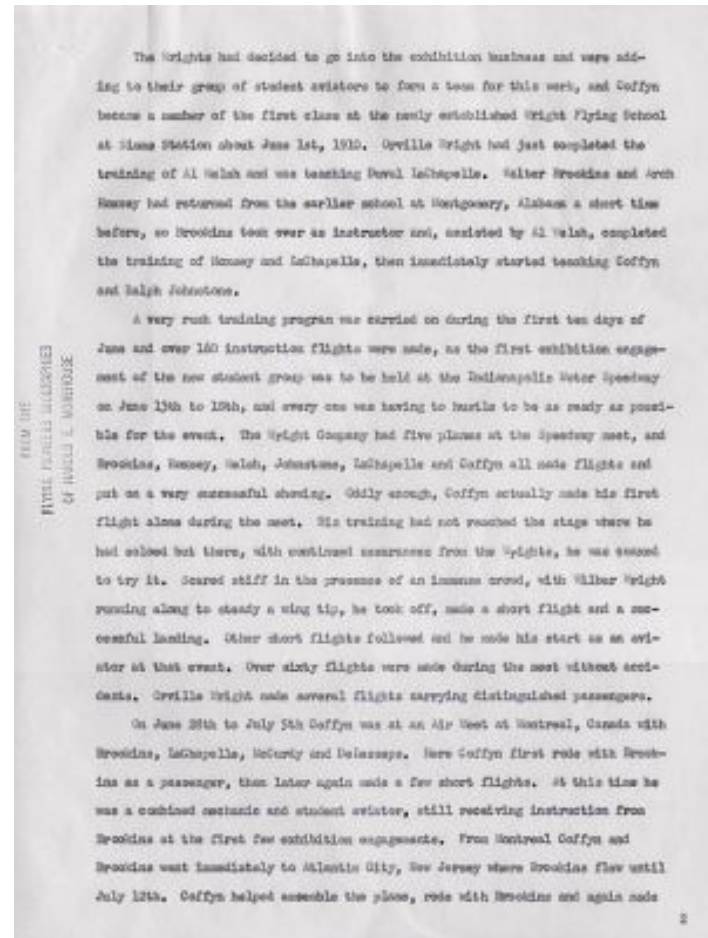 The Wrights had decided to go into the exhibition business and were add-
ing to their group of student aviators to form a team for this work, and Coffyn
became a member of the first class at the newly established Wright Flying School
at Simms Station about June 1st, 1910. Orville Wright had just completed the
training of Al Welsh and was teaching Duval LaChapelle. Walter Brookins and Arch
Hoxsey had returned from the earlier school at Montgomery, Alabama a short time
before, so Brookins took over as instructor and, assisted by Al Welsh, completed
the training of Hoxsey and LaChapelle, then immediately started teaching Coffyn
and Ralph Johnstone.
A very rush training program was carried on during the first ten days of
June and over 160 instruction flights were made, as the first exhibition engage-
ment of the new student group was to be held at the Indianapolis Motor Speedway
on June 13th to 18th, and every one was having to hustle to be as ready as possi-
ble for the event. The Wright Company had five planes at the Speedway meet, and
Brookins, Hoxsey, Welsh, Johnstone, LaChapelle and Coffyn all made flights and
put on a very successful showing. Oddly enough, Coffyn actually made his first
flight alone during the meet. His training had not reached the stage where he
had soloed but there, with continued assurances from the Wrights, he was coaxed
to try it. Scared stiff in the presence of an immense crowd, with Wilbur Wright
running along to steady a wing tip, he took off, made a short flight and a suc-
cessful landing. Other short flights followed and he made his start as an avi-
ator at that event. Over sixty flights were made during the meet without acci-
dents. Orville Wright made several flights carrying distinguished passengers.
On June 28th to July 5th Coffyn was at an Air Meet at Montreal, Canada with
Brookins, LaChapelle, McCurdy and DeLesseps. Here Coffyn first rode with Brook-
ins as a passenger, then later again made a few short flights. At this time he
was a combined mechanic and student aviator, still receiving instruction from
Brookins at the first few exhibition engagements. From Montreal Coffyn and
Brookins went immediately to Atlantic City, New Jersey where Brookins flew until
July 12th. Coffyn helped assemble the plane, rode with Brookins and again made
FROM THE
FLYING PIONEERS BIOGRAPHIES
OF HAROLD E. MOREHOUSE